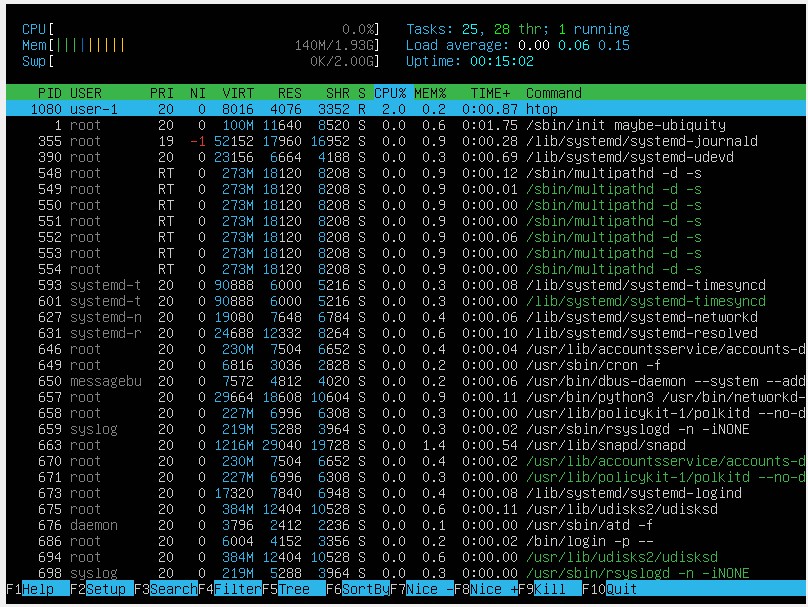 CPU[ 0.0%] Tasks: 25, 28 thr; 1 running
Mem[||||||||||| 140M/1.93G] Load average: 0.00 0.06 0.15
Swp[ 0K/2.00G] Uptime: 00:15:02
PID USER PRI NI VIRT RES SHR S CPU% MEM% TIME+ Command
1080 user-1 20 0 8016 4076 3352 R 2.0 0.2 0:00.87 htop
1 root 20 0 100M 11640 8520 S 0.0 0.6 0:01.75 /sbin/init maybe-ubiquity
355 root 19 -1 52152 17960 16952 S 0.0 0.9 0:00.28 /lib/systemd/systemd-journald
390 root 20 0 23156 6664 4188 S 0.0 0.3 0:00.69 /lib/systemd/systemd-udevd
548 root RT 0 273M 18120 8208 S 0.0 0.9 0:00.12 /sbin/multipathd -d -s
549 root RT 0 273M 18120 8208 S 0.0 0.9 0:00.01 /sbin/multipathd -d -s
550 root RT 0 273M 18120 8208 S 0.0 0.9 0:00.00 /sbin/multipathd -d -s
551 root RT 0 273M 18120 8208 S 0.0 0.9 0:00.00 /sbin/multipathd -d -s
552 root RT 0 273M 18120 8208 S 0.0 0.9 0:00.06 /sbin/multipathd -d -s
553 root RT 0 273M 18120 8208 S 0.0 0.9 0:00.00 /sbin/multipathd -d -s
554 root RT 0 273M 18120 8208 S 0.0 0.9 0:00.00 /sbin/multipathd -d -s
593 systemd-t 20 0 90888 6000 5216 S 0.0 0.3 0:00.08 /lib/systemd/systemd-timesyncd
601 systemd-t 20 0 90888 6000 5216 S 0.0 0.3 0:00.00 /lib/systemd/systemd-timesyncd
627 systemd-n 20 0 19080 7648 6784 S 0.0 0.4 0:00.06 /lib/systemd/systemd-networkd
631 systemd-r 20 0 24688 12332 8264 S 0.0 0.6 0:00.10 /lib/systemd/systemd-resolved
646 root 20 0 230M 7504 6652 S 0.0 0.4 0:00.04 /usr/lib/accountsservice/accounts-d
649 root 20 0 6816 3036 2828 S 0.0 0.2 0:00.00 /usr/sbin/cron -f
650 messagebu 20 0 7572 4812 4020 S 0.0 0.2 0:00.06 /usr/bin/dbus-daemon --system --add
657 root 20 0 29664 18608 10604 S 0.0 0.9 0:00.11 /usr/bin/python3 /usr/bin/networkd-
658 root 20 0 227M 6996 6308 S 0.0 0.3 0:00.08 /usr/lib/policykit-1/polkitd --no-d
659 syslog 20 0 219M 5288 3964 S 0.0 0.3 0:00.02 /usr/sbin/rsyslogd -n -iNONE
663 root 20 0 1216M 29040 19728 S 0.0 1.4 0:00.54 /usr/lib/snapd/snapd
670 root 20 0 230M 7504 6652 S 0.0 0.4 0:00.02 /usr/lib/accountsservice/accounts-d
671 root 20 0 227M 6996 6308 S 0.0 0.3 0:00.00 /usr/lib/policykit-1/polkitd --no-d
673 root 20 0 17320 7840 6948 S 0.0 0.4 0:00.08 /lib/systemd/systemd-logind
675 root 20 0 384M 12404 10528 S 0.0 0.6 0:00.11 /usr/lib/udisks2/udisksd
676 daemon 20 0 3796 2412 2236 S 0.0 0.1 0:00.00 /usr/sbin/atd -f
686 root 20 0 6004 4152 3356 S 0.0 0.2 0:00.02 /bin/login -p --
694 root 20 0 384M 12404 10528 S 0.0 0.6 0:00.00 /usr/lib/udisks2/udisksd
698 syslog 20 0 219M 5288 3964 S 0.0 0.3 0:00.00 /usr/sbin/rsyslogd -n -iNONE
F1Help F2Setup F3SearchF4FilterF5Tree F6SortByF7Nice -F8Nice +F9Kill F10Quit